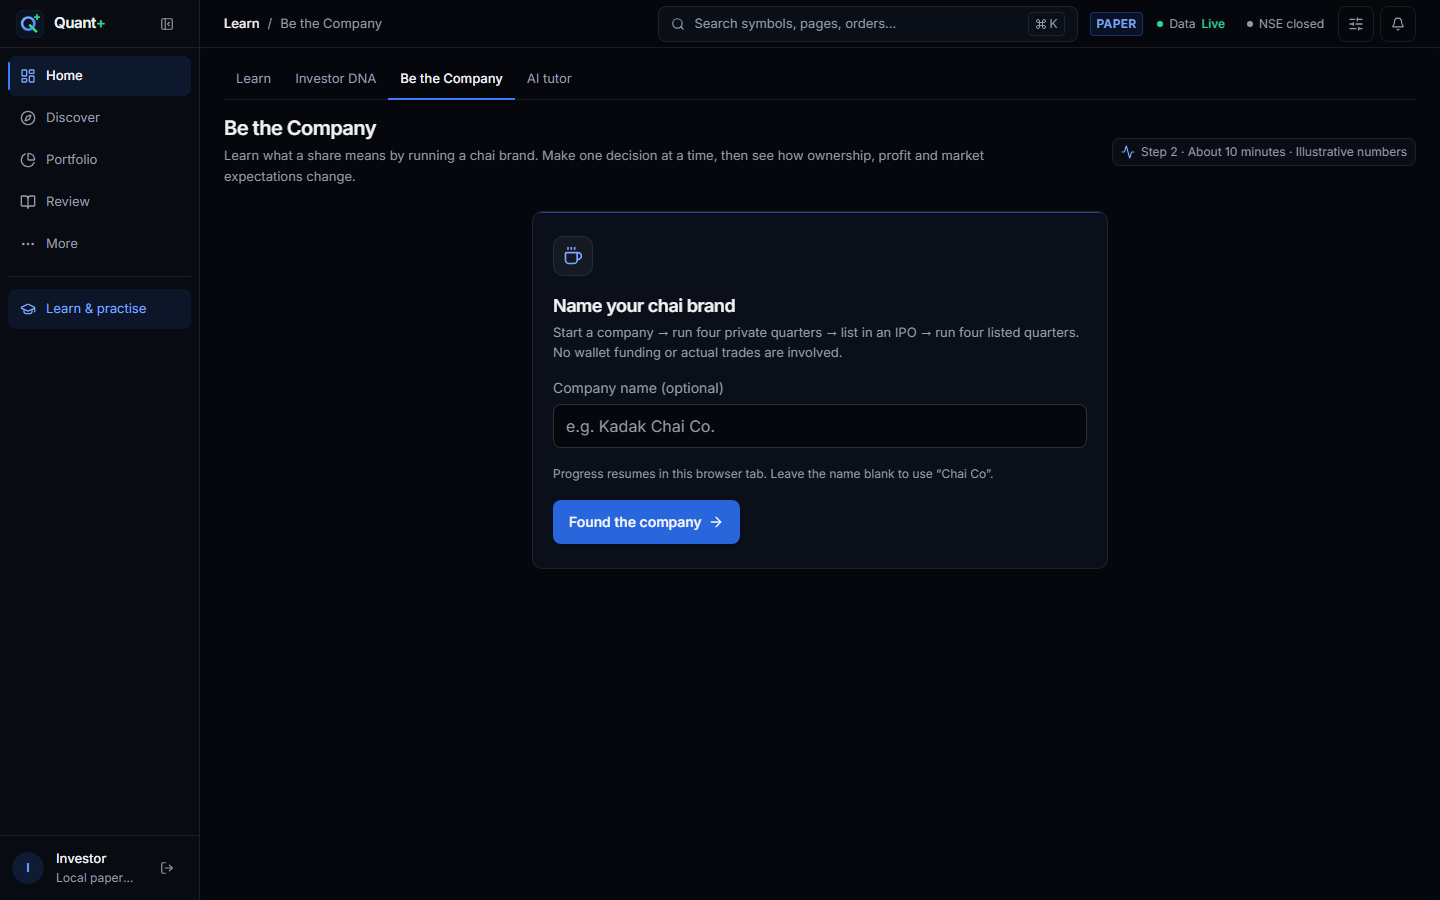 Quant+
Learn / Be the Company
Search symbols, pages, orders...
⌘ K
PAPER
Data Live
NSE closed
Home
Discover
Portfolio
Review
More
Learn & practise
Learn
Investor DNA
Be the Company
AI tutor
Be the Company
Learn what a share means by running a chai brand. Make one decision at a time, then see how ownership, profit and market
expectations change.
Step 2 · About 10 minutes · Illustrative numbers
Name your chai brand
Start a company → run four private quarters → list in an IPO → run four listed quarters.
No wallet funding or actual trades are involved.
Company name (optional)
e.g. Kadak Chai Co.
Progress resumes in this browser tab. Leave the name blank to use “Chai Co”.
Found the company →
I
Investor
Local paper...